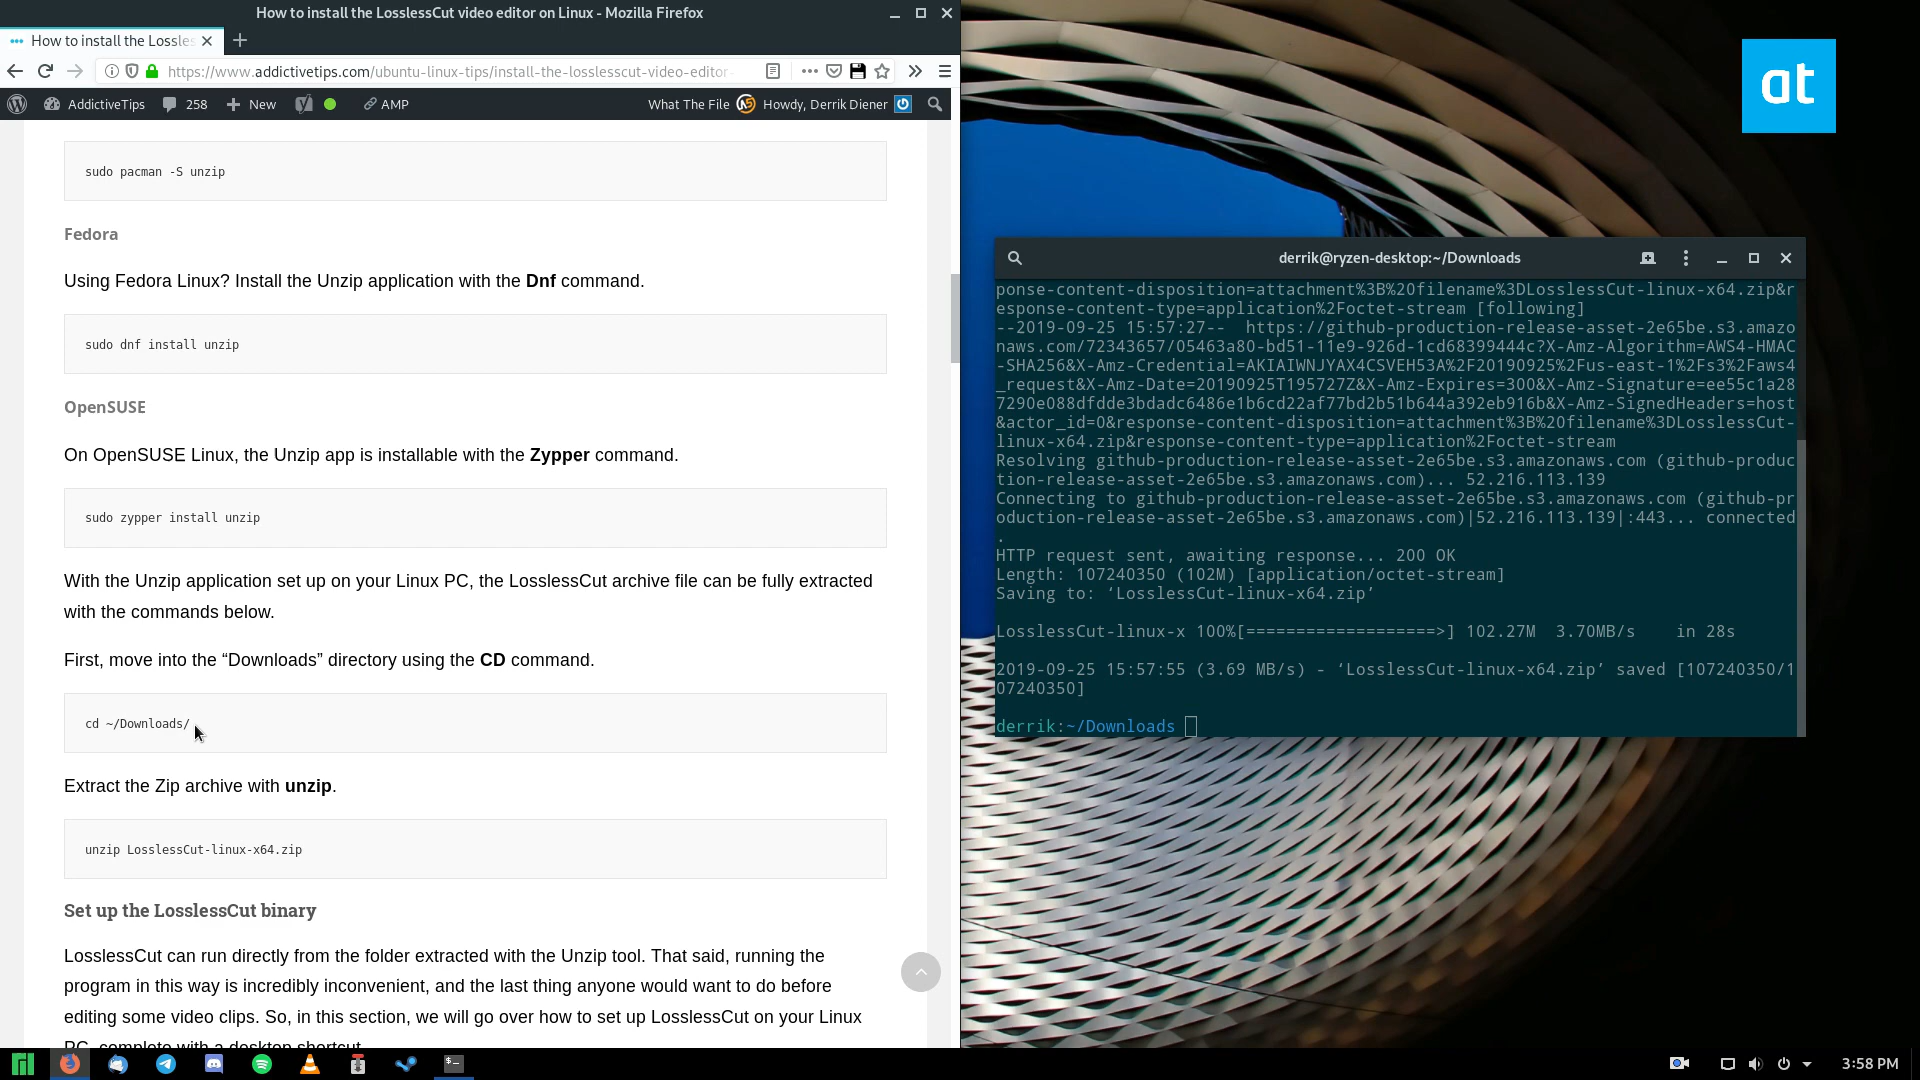 How to install the LosslessCut video editor on Linux - Mozilla Firefox
How to install the Lossles
https://www.addictivetips.com/ubuntu-linux-tips/install-the-losslesscut-video-editor-
AddictiveTips 258 New AMP What The File Howdy, Derrik Diener
sudo pacman -S unzip
Fedora
Using Fedora Linux? Install the Unzip application with the Dnf command.
sudo dnf install unzip
OpenSUSE
On OpenSUSE Linux, the Unzip app is installable with the Zypper command.
sudo zypper install unzip
With the Unzip application set up on your Linux PC, the LosslessCut archive file can be fully extracted
with the commands below.
First, move into the “Downloads” directory using the CD command.
cd ~/Downloads/
Extract the Zip archive with unzip.
unzip LosslessCut-linux-x64.zip
Set up the LosslessCut binary
LosslessCut can run directly from the folder extracted with the Unzip tool. That said, running the
program in this way is incredibly inconvenient, and the last thing anyone would want to do before
editing some video clips. So, in this section, we will go over how to set up LosslessCut on your Linux
PC, complete with a desktop shortcut.
at
derrik@ryzen-desktop:~/Downloads
ponse-content-disposition=attachment%3B%20filename%3DLosslessCut-linux-x64.zip&r
esponse-content-type=application%2Foctet-stream [following]
--2019-09-25 15:57:27-- https://github-production-release-asset-2e65be.s3.amazo
naws.com/72343657/05463a80-bd51-11e9-926d-1cd68399444c?X-Amz-Algorithm=AWS4-HMAC
-SHA256&X-Amz-Credential=AKIAIWNJYAX4CSVEH53A%2F20190925%2Fus-east-1%2Fs3%2Faws4
_request&X-Amz-Date=20190925T195727Z&X-Amz-Expires=300&X-Amz-Signature=ee55c1a28
7290e088dfdde3bdadc6486e1b6cd22af77bd2b51b644a392eb916b&X-Amz-SignedHeaders=host
&actor_id=0&response-content-disposition=attachment%3B%20filename%3DLosslessCut-
linux-x64.zip&response-content-type=application%2Foctet-stream
Resolving github-production-release-asset-2e65be.s3.amazonaws.com (github-produc
tion-release-asset-2e65be.s3.amazonaws.com)... 52.216.113.139
Connecting to github-production-release-asset-2e65be.s3.amazonaws.com (github-pr
oduction-release-asset-2e65be.s3.amazonaws.com)|52.216.113.139|:443... connected
.
HTTP request sent, awaiting response... 200 OK
Length: 107240350 (102M) [application/octet-stream]
Saving to: ‘LosslessCut-linux-x64.zip’
LosslessCut-linux-x 100%[===================>] 102.27M 3.70MB/s in 28s
2019-09-25 15:57:55 (3.69 MB/s) - ‘LosslessCut-linux-x64.zip’ saved [107240350/1
07240350]
derrik:~/Downloads
3:58 PM